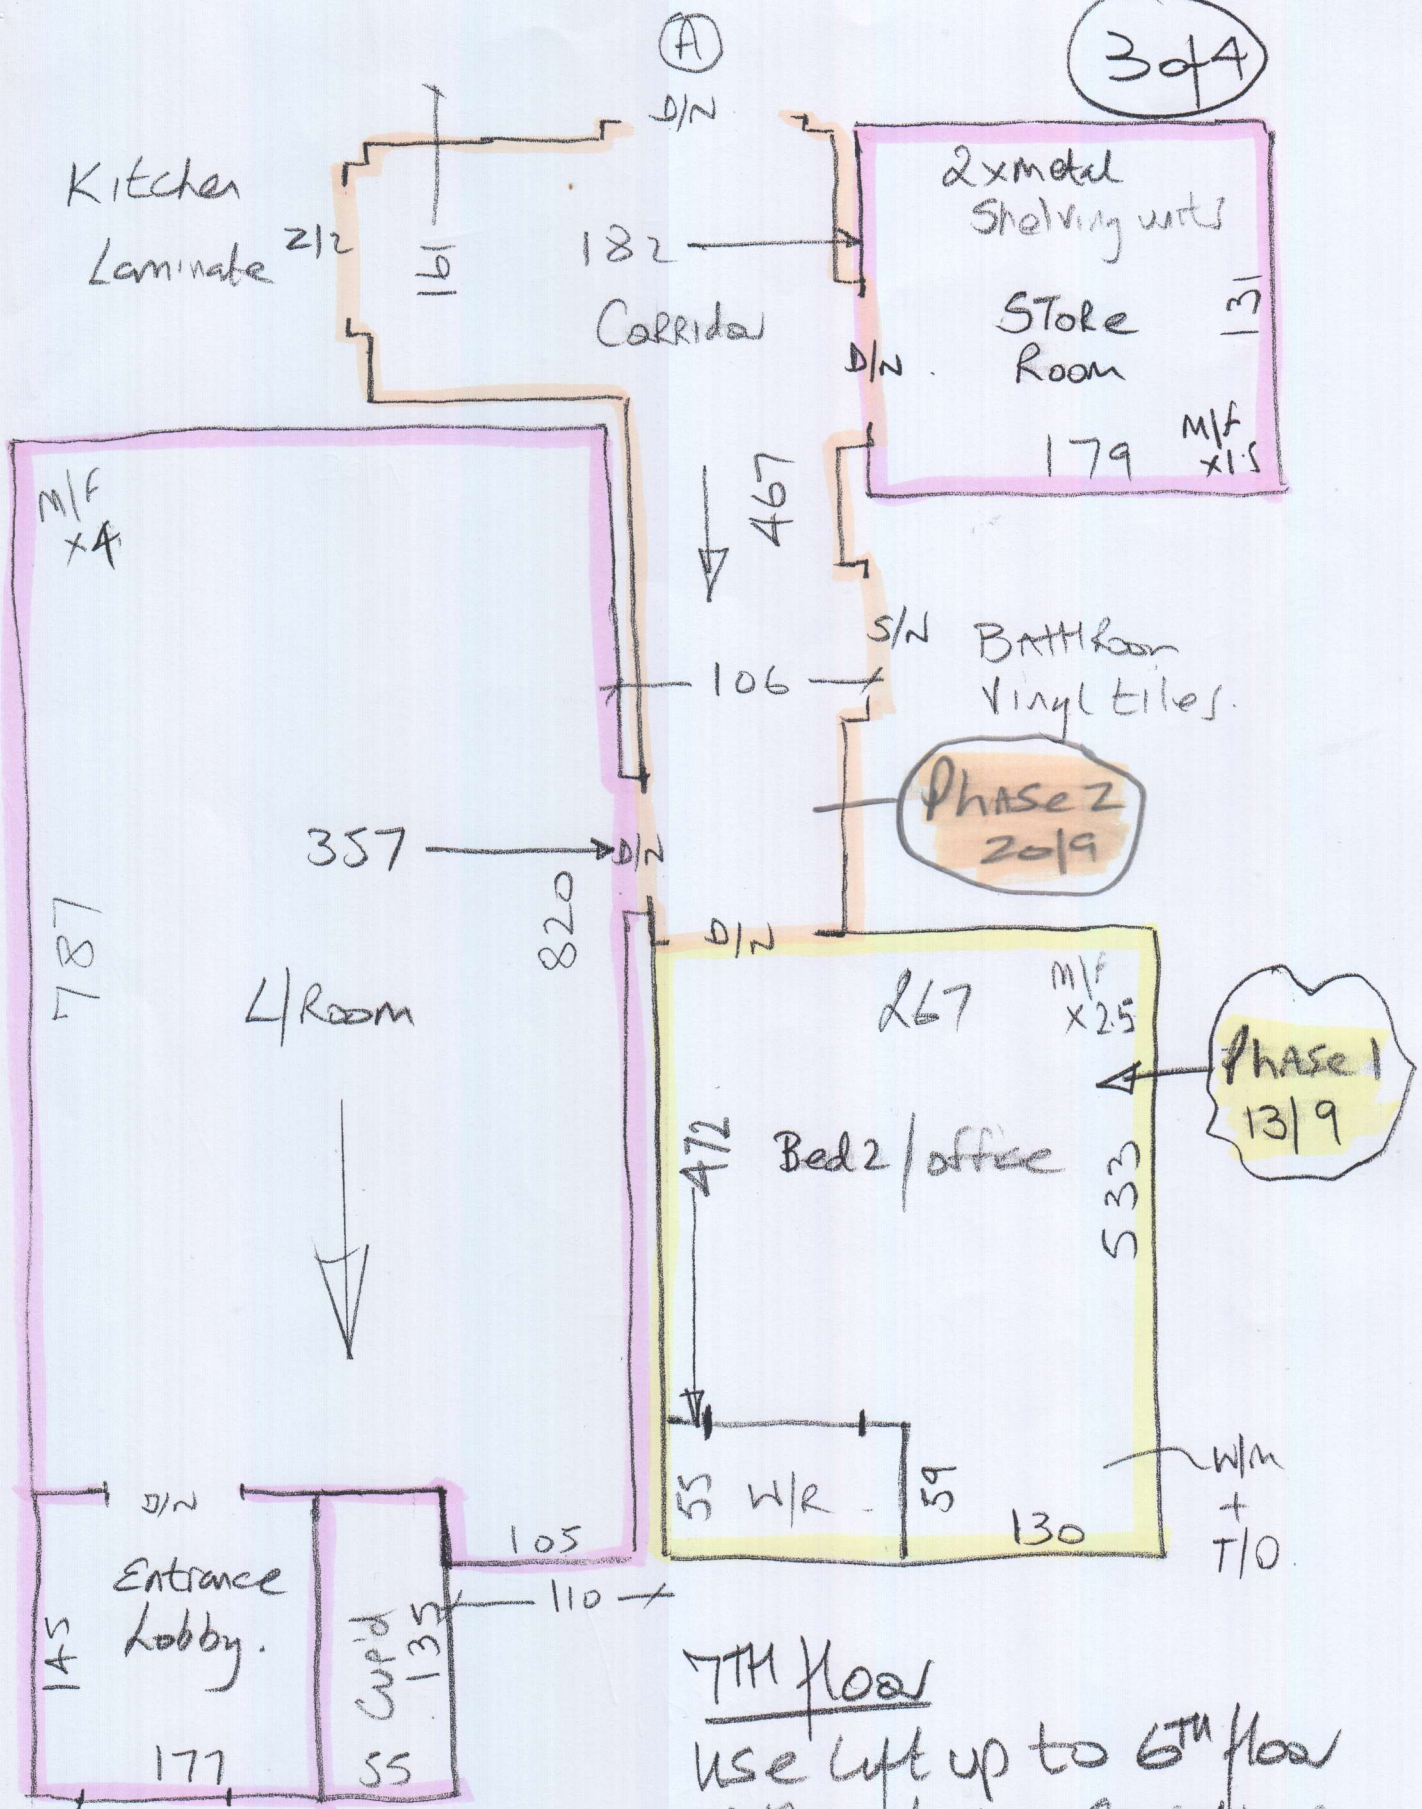 A
3 of 4
D/N
Kitchen
Laminate
212
161
182
Corridor
2 x metal
Shelving units
Store
Room
131
D/N
179
M/F
x1.5
M/F
x4
467
S/N
Bathroom
Vinyl tiles.
106
Phase 2
20/9
357
D/N
820
787
L/Room
D/N
267
M/F
x2.5
Phase 1
13/9
472
Bed 2/office
533
55
W/R
59
130
W/M
+
T/O
D/N
105
110
Entrance
Lobby.
145
177
Cup'd
135
55
7TH floor
use lift up to 6TH floor